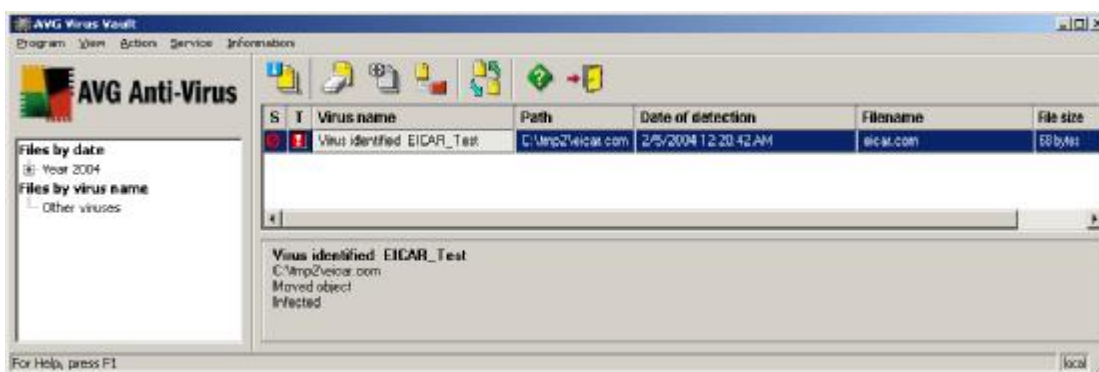 AVG Virus Vault
Program View Action Service Information
AVG Anti-Virus
S T Virus name Path Date of detection Filename File size
Virus identified EICAR_Test C:\tmp2\eicar.com 2/5/2004 12:20:42 AM eicar.com 68 bytes
Files by date
Year 2004
Files by virus name
Other viruses
Virus identified EICAR_Test
C:\tmp2\eicar.com
Moved object
Infected
For Help, press F1
local